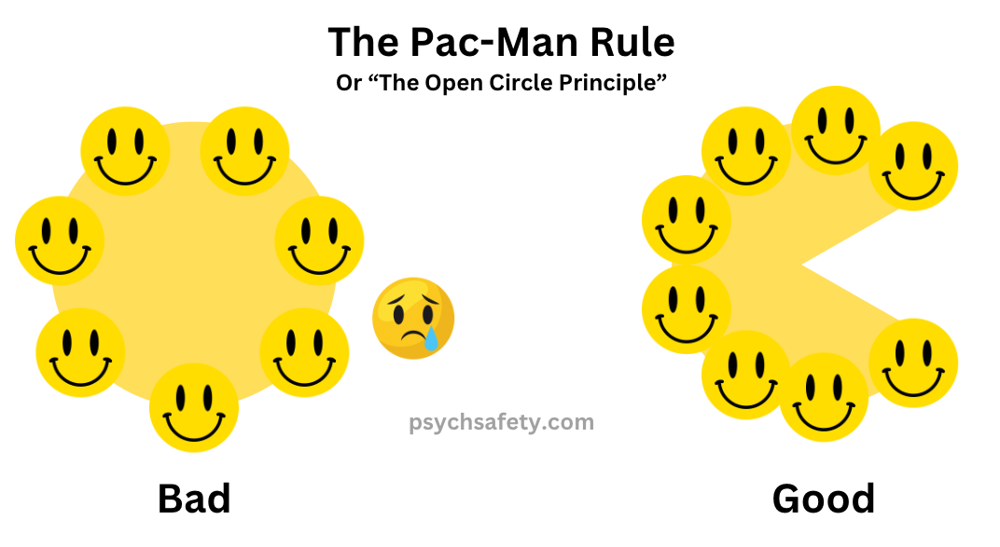 The Pac-Man Rule
Or “The Open Circle Principle”
psychsafety.com
Bad
Good